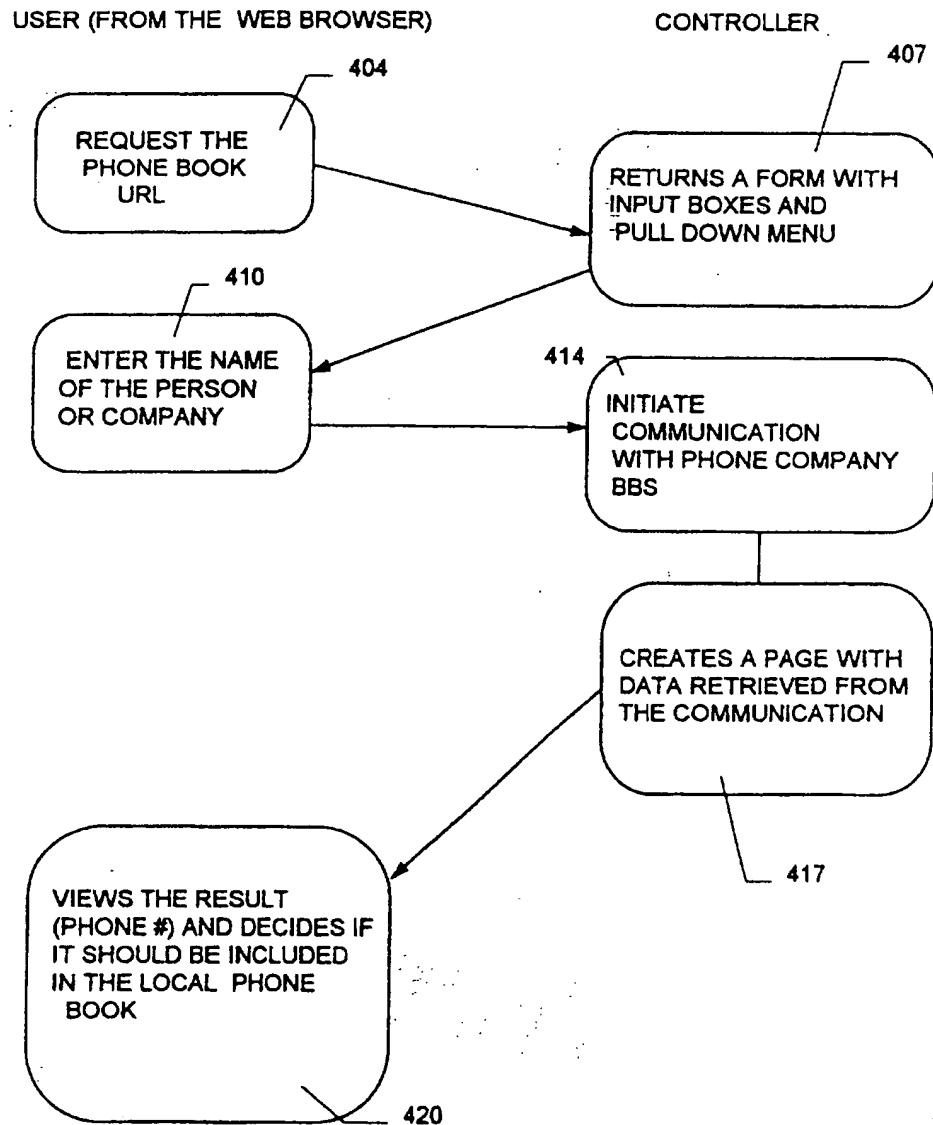 USER (FROM THE WEB BROWSER)
CONTROLLER
404
407
REQUEST THE
PHONE BOOK
URL
RETURNS A FORM WITH
INPUT BOXES AND
PULL DOWN MENU
410
ENTER THE NAME
OF THE PERSON
OR COMPANY
414
INITIATE
COMMUNICATION
WITH PHONE COMPANY
BBS
CREATES A PAGE WITH
DATA RETRIEVED FROM
THE COMMUNICATION
417
VIEWS THE RESULT
(PHONE #) AND DECIDES IF
IT SHOULD BE INCLUDED
IN THE LOCAL PHONE
BOOK
420